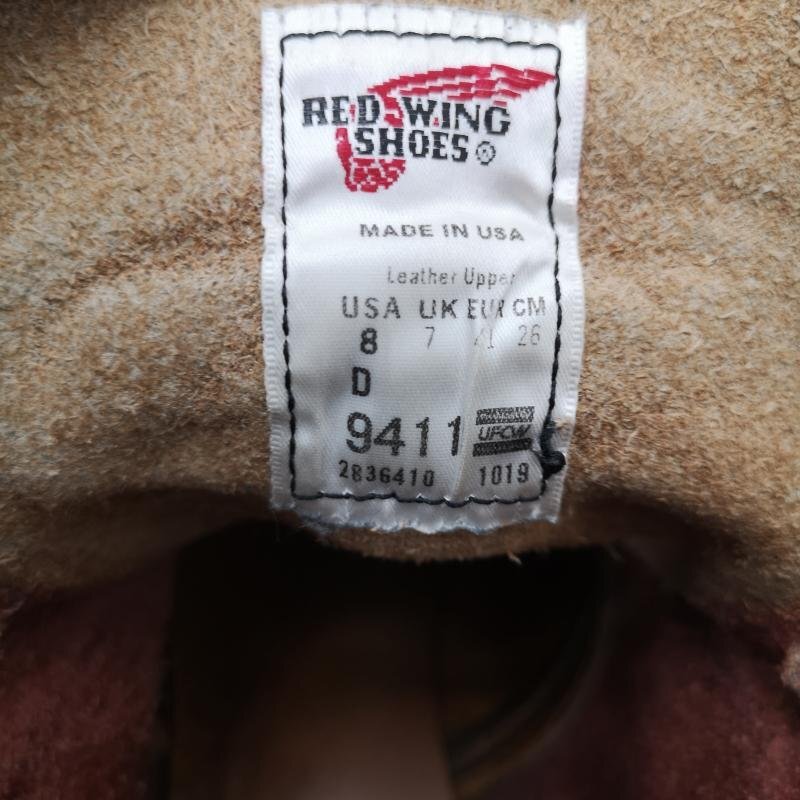 RED WING
SHOES®
MADE IN USA
Leather Upper
USA UK EUR CM
8 7 41 26
D
9411
UFCW
2836410 1019